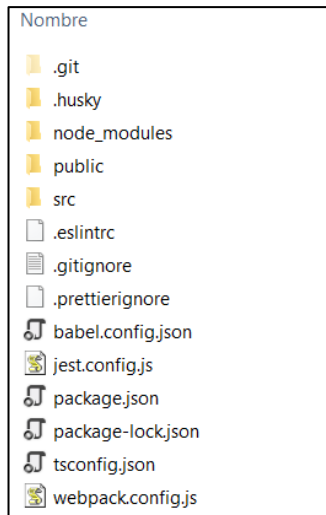 Nombre
.git
.husky
node_modules
public
src
.eslintrc
.gitignore
.prettierignore
babel.config.json
jest.config.js
package.json
package-lock.json
tsconfig.json
webpack.config.js